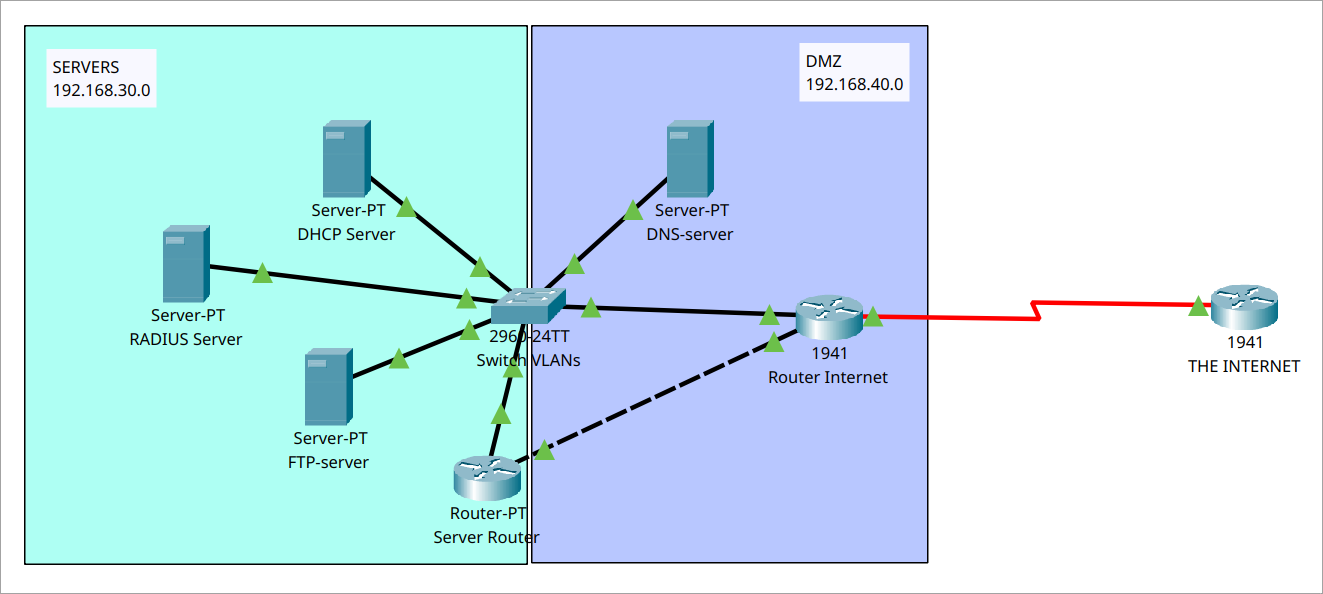 SERVERS
192.168.30.0
DMZ
192.168.40.0
Server-PT
DHCP Server
Server-PT
DNS-server
Server-PT
RADIUS Server
2960-24TT
Switch VLANs
1941
Router Internet
1941
THE INTERNET
Server-PT
FTP-server
Router-PT
Server Router